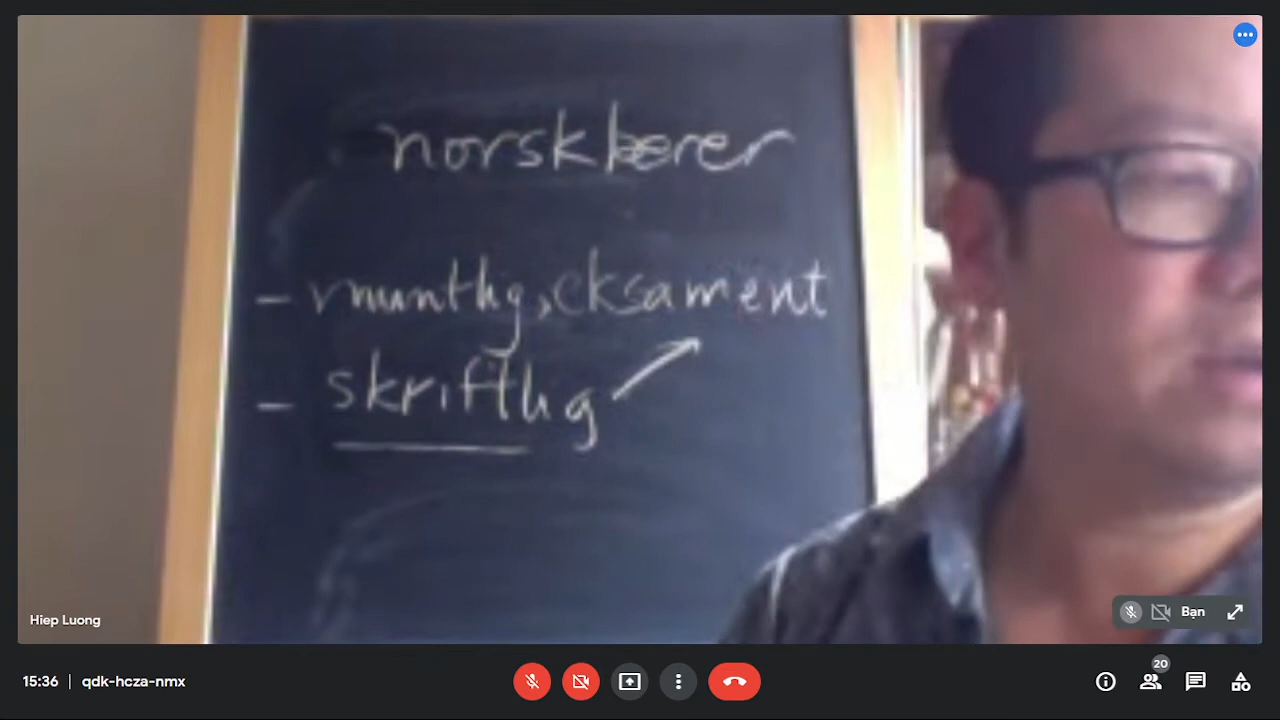 norsklærer
– muntlig, eksament
– skriftlig
Hiep Luong
Bạn
15:36 | qdk-hcza-nmx
20